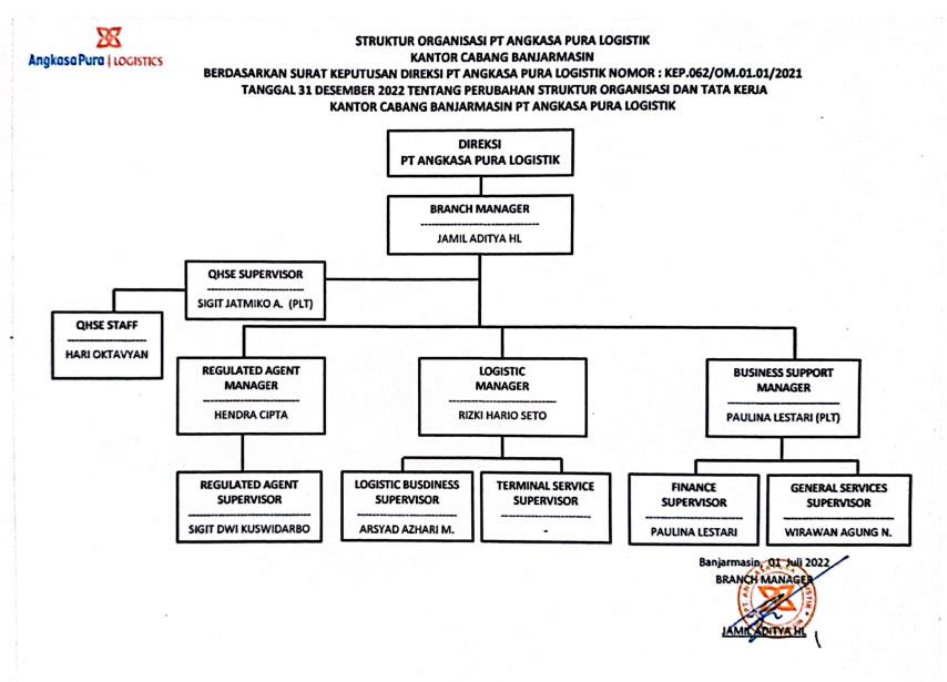 AngkasaPura | LOGISTICS
STRUKTUR ORGANISASI PT ANGKASA PURA LOGISTIK
KANTOR CABANG BANJARMASIN
BERDASARKAN SURAT KEPUTUSAN DIREKSI PT ANGKASA PURA LOGISTIK NOMOR : KEP.062/OM.01.01/2021
TANGGAL 31 DESEMBER 2022 TENTANG PERUBAHAN STRUKTUR ORGANISASI DAN TATA KERJA
KANTOR CABANG BANJARMASIN PT ANGKASA PURA LOGISTIK
DIREKSI
PT ANGKASA PURA LOGISTIK
BRANCH MANAGER
JAMIL ADITYA HL
QHSE SUPERVISOR
SIGIT JATMIKO A. (PLT)
QHSE STAFF
HARI OKTAVYAN
REGULATED AGENT
MANAGER
HENDRA CIPTA
LOGISTIC
MANAGER
RIZKI HARIO SETO
BUSINESS SUPPORT
MANAGER
PAULINA LESTARI (PLT)
REGULATED AGENT
SUPERVISOR
SIGIT DWI KUSWIDARBO
LOGISTIC BUSDINESS
SUPERVISOR
ARSYAD AZHARI M.
TERMINAL SERVICE
SUPERVISOR
-
FINANCE
SUPERVISOR
PAULINA LESTARI
GENERAL SERVICES
SUPERVISOR
WIRAWAN AGUNG N.
Banjarmasin, 01 Juli 2022
BRANCH MANAGER
JAMIL ADITYA HL